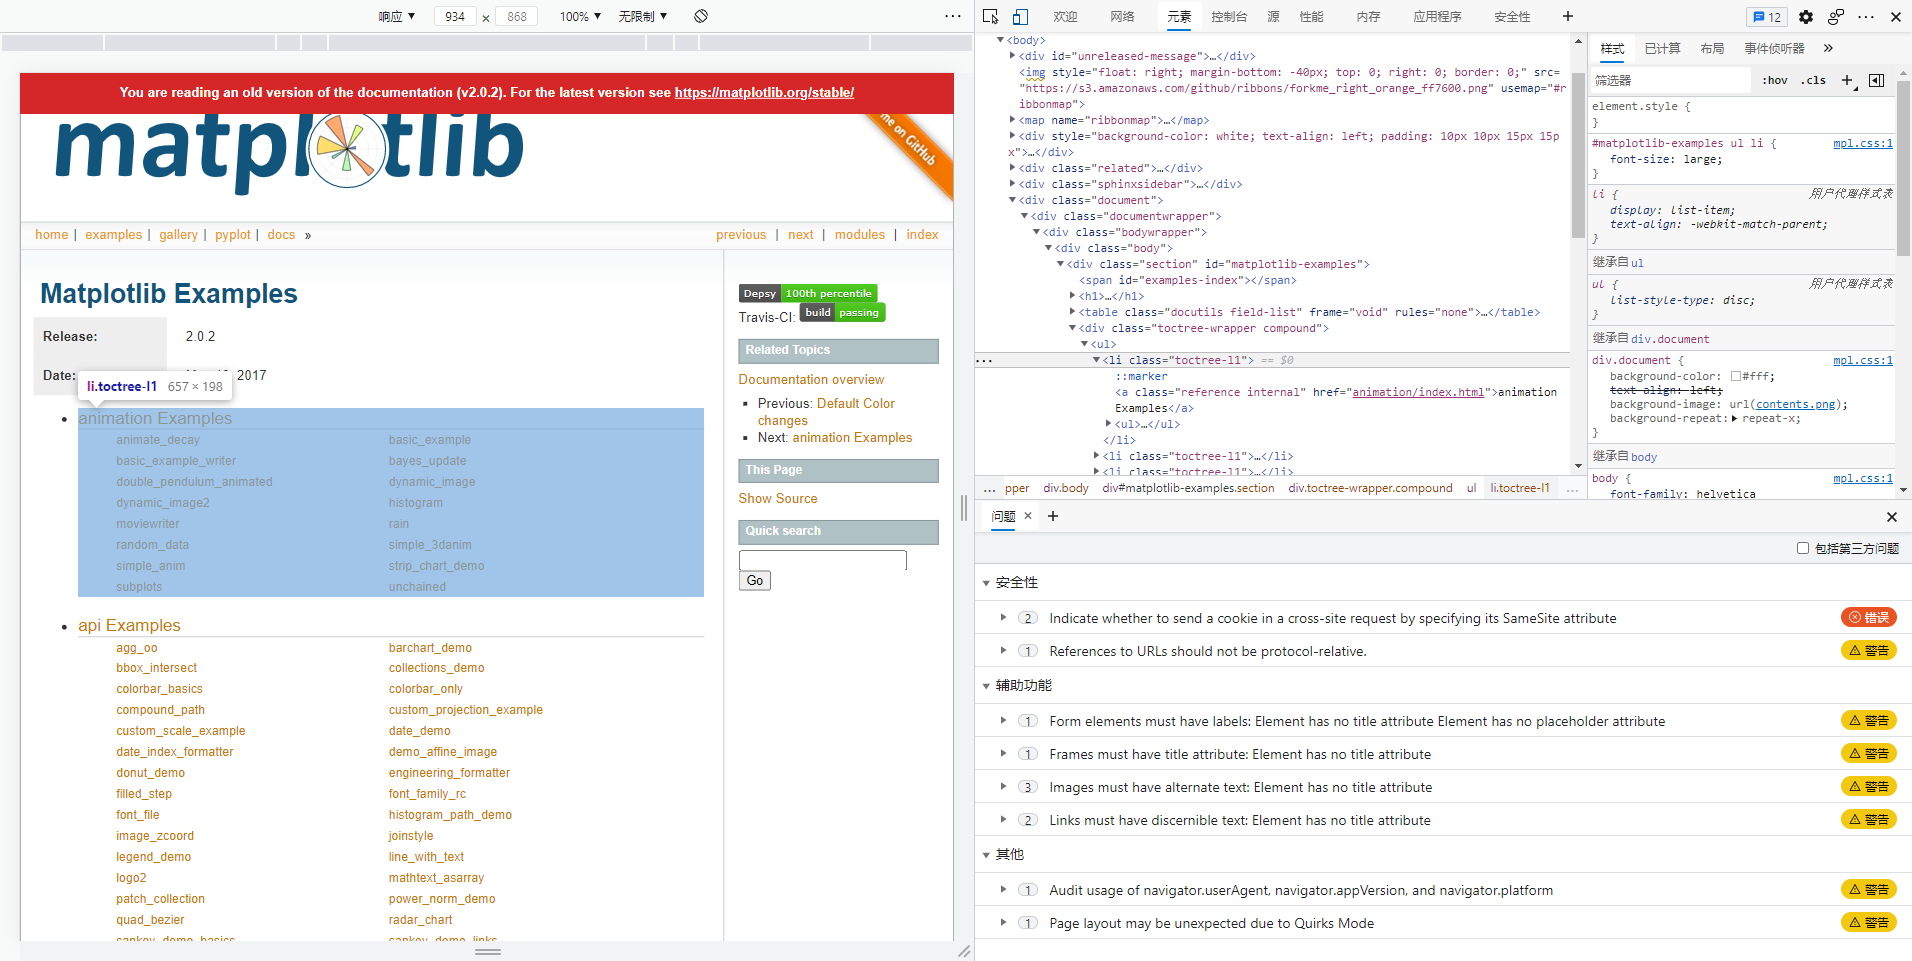 响应 ▼ 934 × 868 100% ▼ 无限制 ▼
You are reading an old version of the documentation (v2.0.2). For the latest version see https://matplotlib.org/stable/
matplotlib
me on GitHub
home | examples | gallery | pyplot | docs »
previous | next | modules | index
Matplotlib Examples
Release: 2.0.2
Date: 2017
li.toctree-l1 657 × 198
animation Examples
animate_decay basic_example
basic_example_writer bayes_update
double_pendulum_animated dynamic_image
dynamic_image2 histogram
moviewriter rain
random_data simple_3danim
simple_anim strip_chart_demo
subplots unchained
api Examples
agg_oo barchart_demo
bbox_intersect collections_demo
colorbar_basics colorbar_only
compound_path custom_projection_example
custom_scale_example date_demo
date_index_formatter demo_affine_image
donut_demo engineering_formatter
filled_step font_family_rc
font_file histogram_path_demo
image_zcoord joinstyle
legend_demo line_with_text
logo2 mathtext_asarray
patch_collection power_norm_demo
quad_bezier radar_chart
sankey_demo_basics sankey_demo_links
Depsy 100th percentile
Travis-CI: build passing
Related Topics
Documentation overview
Previous: Default Color
changes
Next: animation Examples
This Page
Show Source
Quick search
Go
欢迎 网络 元素 控制台 源 性能 内存 应用程序 安全性 + 12
<body>
<div id="unreleased-message">…</div>
<img style="float: right; margin-bottom: -40px; top: 0; right: 0; border: 0;" src=
"https://s3.amazonaws.com/github/ribbons/forkme_right_orange_ff7600.png" usemap="#r
ibbonmap">
<map name="ribbonmap">…</map>
<div style="background-color: white; text-align: left; padding: 10px 10px 15px 15p
x">…</div>
<div class="related">…</div>
<div class="sphinxsidebar">…</div>
<div class="document">
<div class="documentwrapper">
<div class="bodywrapper">
<div class="body">
<div class="section" id="matplotlib-examples">
<span id="examples-index"></span>
<h1>…</h1>
<table class="docutils field-list" frame="void" rules="none">…</table>
<div class="toctree-wrapper compound">
<ul>
<li class="toctree-l1"> == $0
::marker
<a class="reference internal" href="animation/index.html">animation
Examples</a>
<ul>…</ul>
</li>
<li class="toctree-l1">…</li>
<li class="toctree-l1">…</li>
… pper div.body div#matplotlib-examples.section div.toctree-wrapper.compound ul li.toctree-l1 …
样式 已计算 布局 事件侦听器 »
筛选器 :hov .cls +
element.style {
}
#matplotlib-examples ul li { mpl.css:1
font-size: large;
}
li { 用户代理样式表
display: list-item;
text-align: -webkit-match-parent;
}
继承自 ul
ul { 用户代理样式表
list-style-type: disc;
}
继承自 div.document
div.document { mpl.css:1
background-color: #fff;
text-align: left;
background-image: url(contents.png);
background-repeat: repeat-x;
}
继承自 body
body { mpl.css:1
font-family: helvetica
问题 × +
包括第三方问题
安全性
2 Indicate whether to send a cookie in a cross-site request by specifying its SameSite attribute 错误
1 References to URLs should not be protocol-relative. 警告
辅助功能
1 Form elements must have labels: Element has no title attribute Element has no placeholder attribute 警告
1 Frames must have title attribute: Element has no title attribute 警告
3 Images must have alternate text: Element has no title attribute 警告
2 Links must have discernible text: Element has no title attribute 警告
其他
1 Audit usage of navigator.userAgent, navigator.appVersion, and navigator.platform 警告
1 Page layout may be unexpected due to Quirks Mode 警告